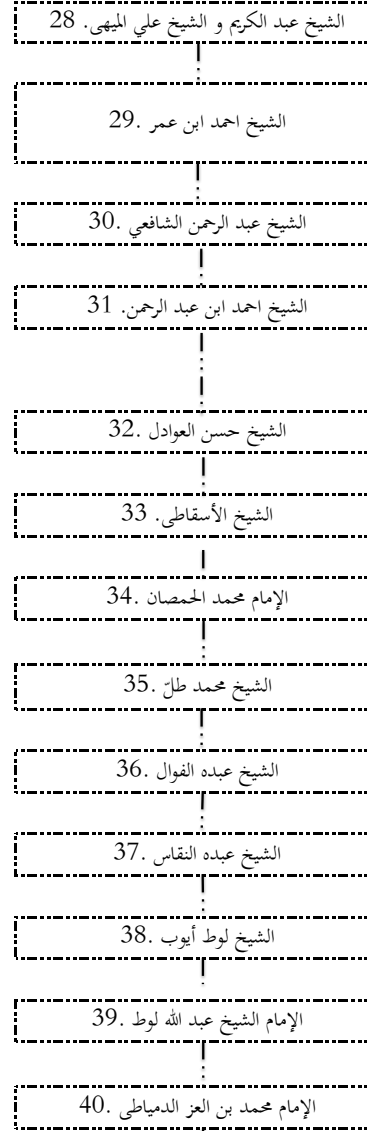 28. الشيخ عبد الكريم و الشيخ علي الميهى
29. الشيخ احمد ابن عمر
30. الشيخ عبد الرحمن الشافعي
31. الشيخ احمد ابن عبد الرحمن
32. الشيخ حسن العوادل
33. الشيخ الأسقاطى
34. الإمام محمد الحمصان
35. الشيخ محمد طلّ
36. الشيخ عبده الفوال
37. الشيخ عبده النقاس
38. الشيخ لوط أيوب
39. الإمام الشيخ عبد الله لوط
40. الإمام محمد بن العز الدمياطى